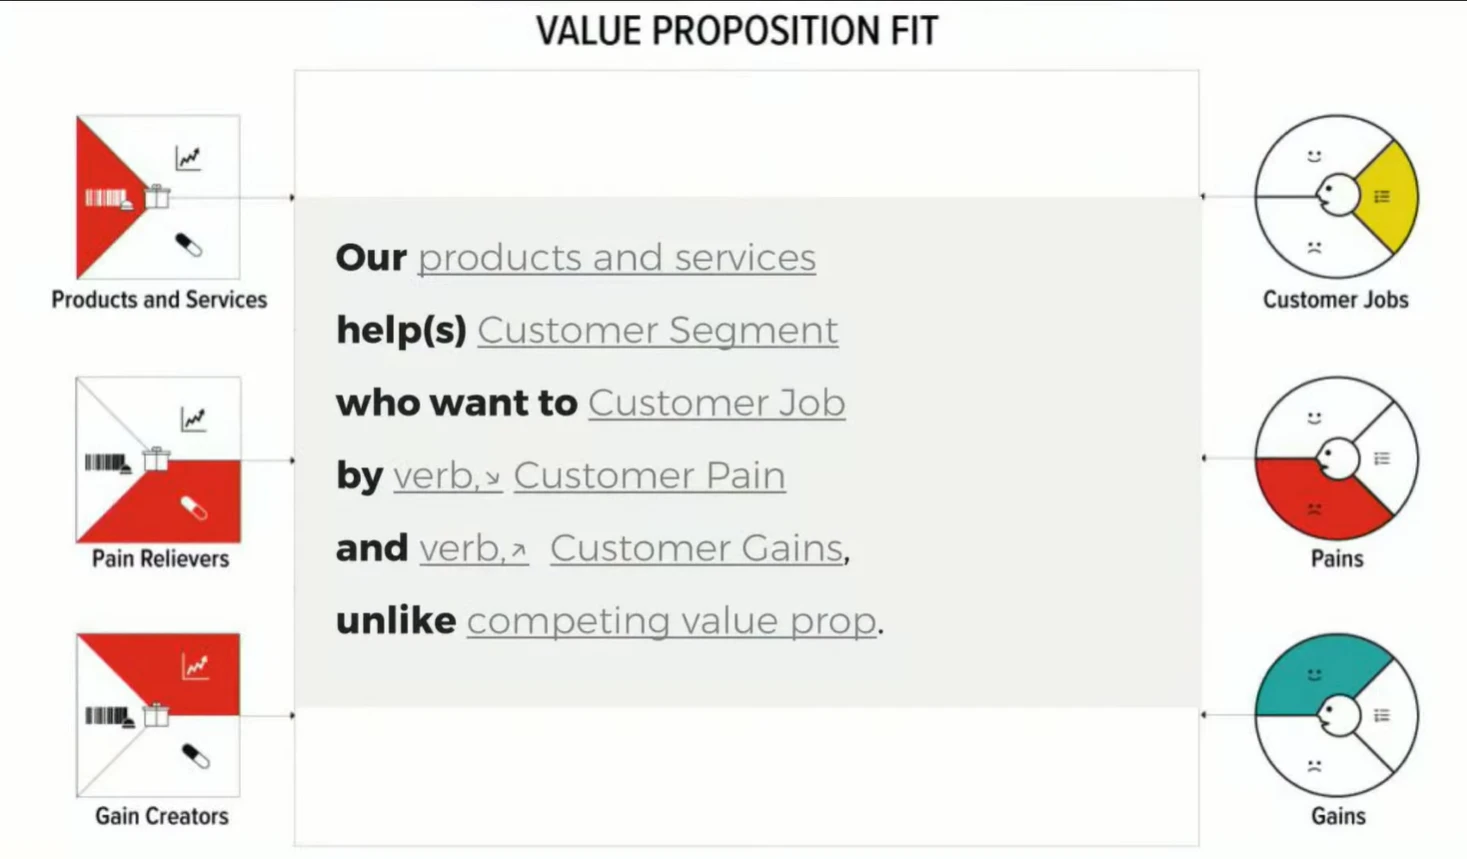 VALUE PROPOSITION FIT
Products and Services
Pain Relievers
Gain Creators
Our products and services
help(s) Customer Segment
who want to Customer Job
by verb,↘ Customer Pain
and verb,↗ Customer Gains,
unlike competing value prop.
Customer Jobs
Pains
Gains